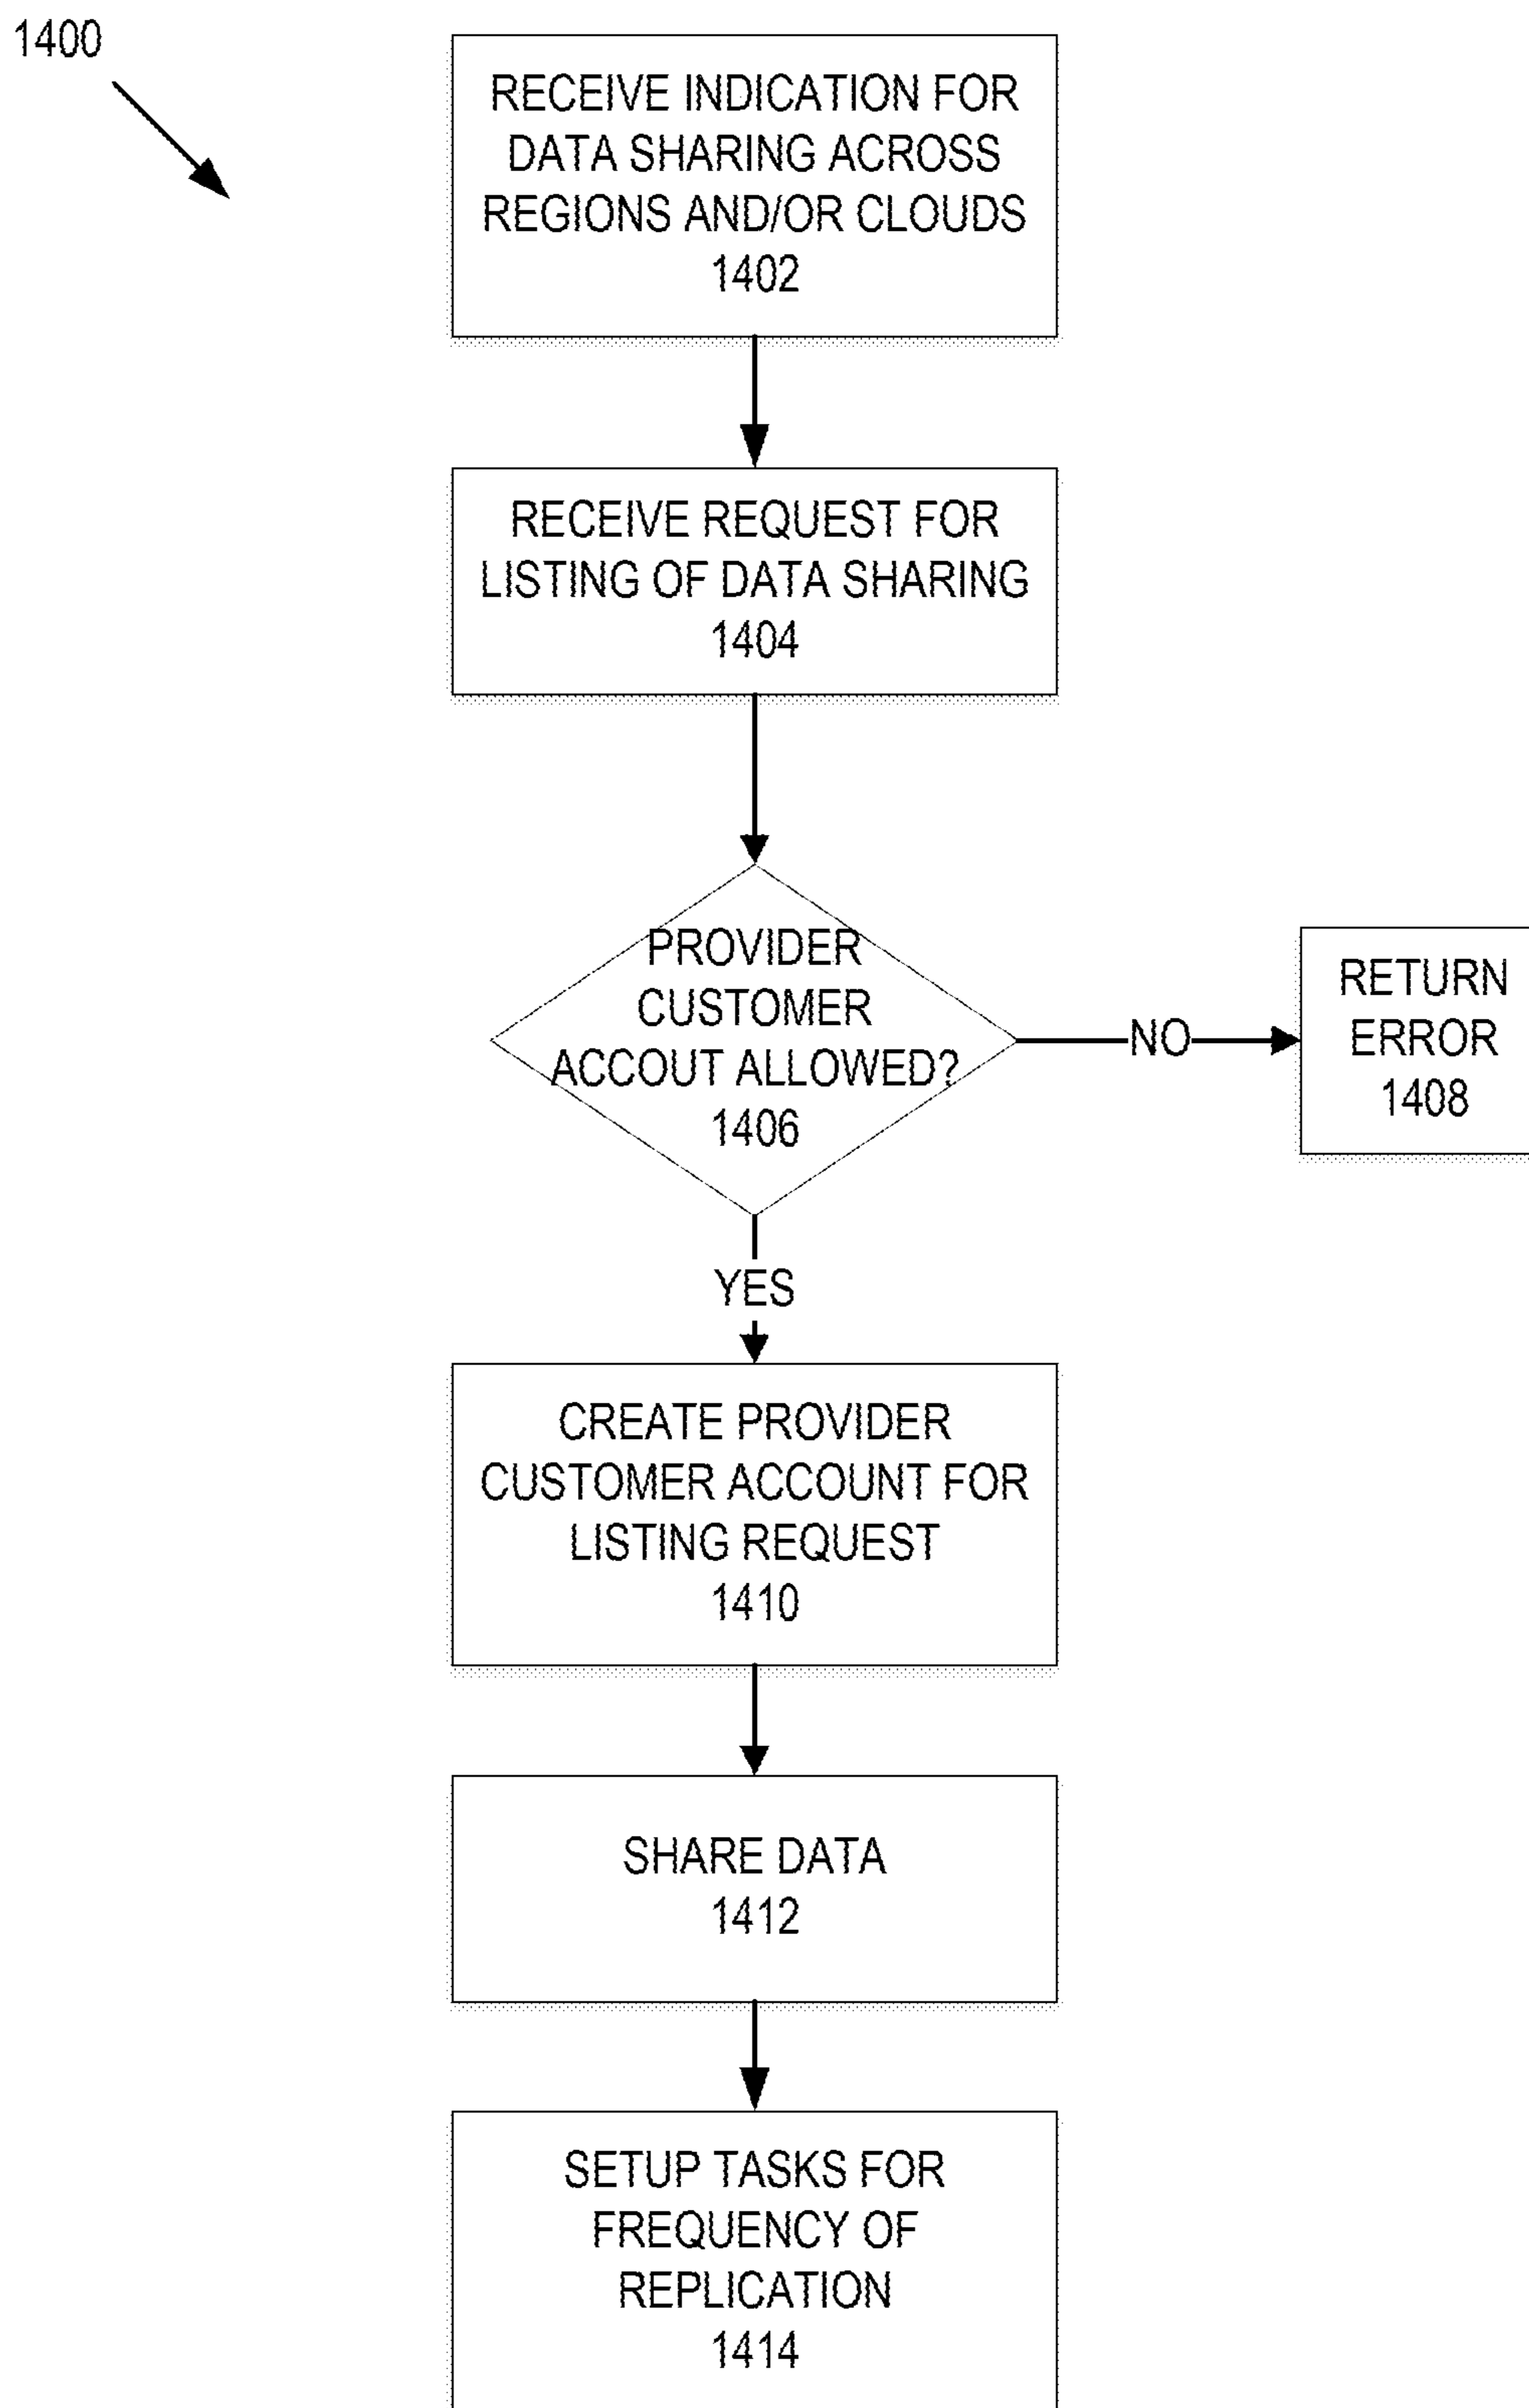 1400
RECEIVE INDICATION FOR
DATA SHARING ACROSS
REGIONS AND/OR CLOUDS
1402
RECEIVE REQUEST FOR
LISTING OF DATA SHARING
1404
PROVIDER
CUSTOMER
ACCOUT ALLOWED?
1406
NO
RETURN
ERROR
1408
YES
CREATE PROVIDER
CUSTOMER ACCOUNT FOR
LISTING REQUEST
1410
SHARE DATA
1412
SETUP TASKS FOR
FREQUENCY OF
REPLICATION
1414